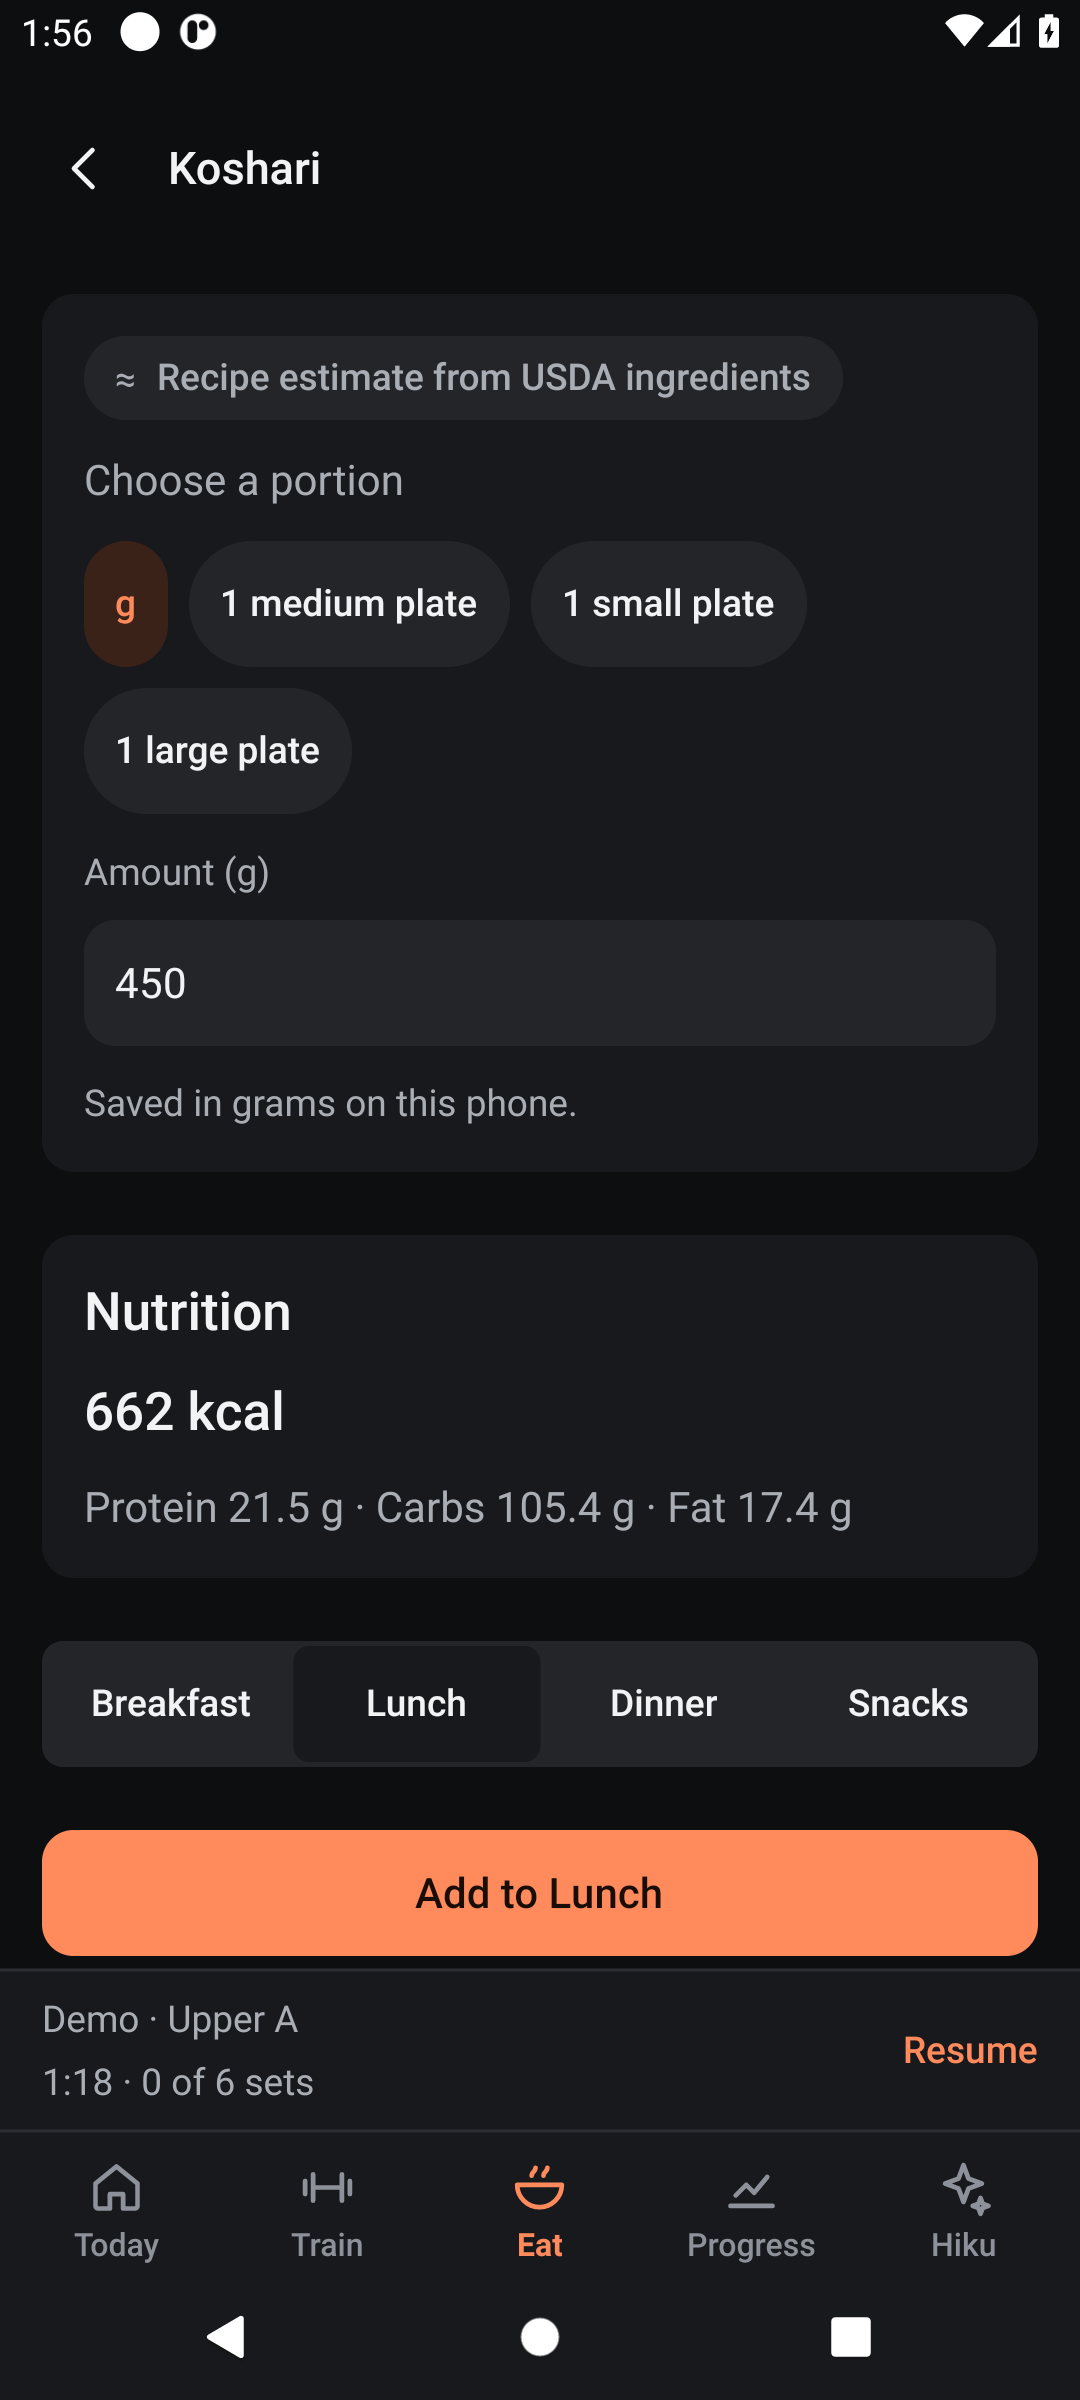 1:56
Koshari
≈ Recipe estimate from USDA ingredients
Choose a portion
g
1 medium plate
1 small plate
1 large plate
Amount (g)
450
Saved in grams on this phone.
Nutrition
662 kcal
Protein 21.5 g · Carbs 105.4 g · Fat 17.4 g
Breakfast
Lunch
Dinner
Snacks
Add to Lunch
Demo · Upper A
1:18 · 0 of 6 sets
Resume
Today
Train
Eat
Progress
Hiku